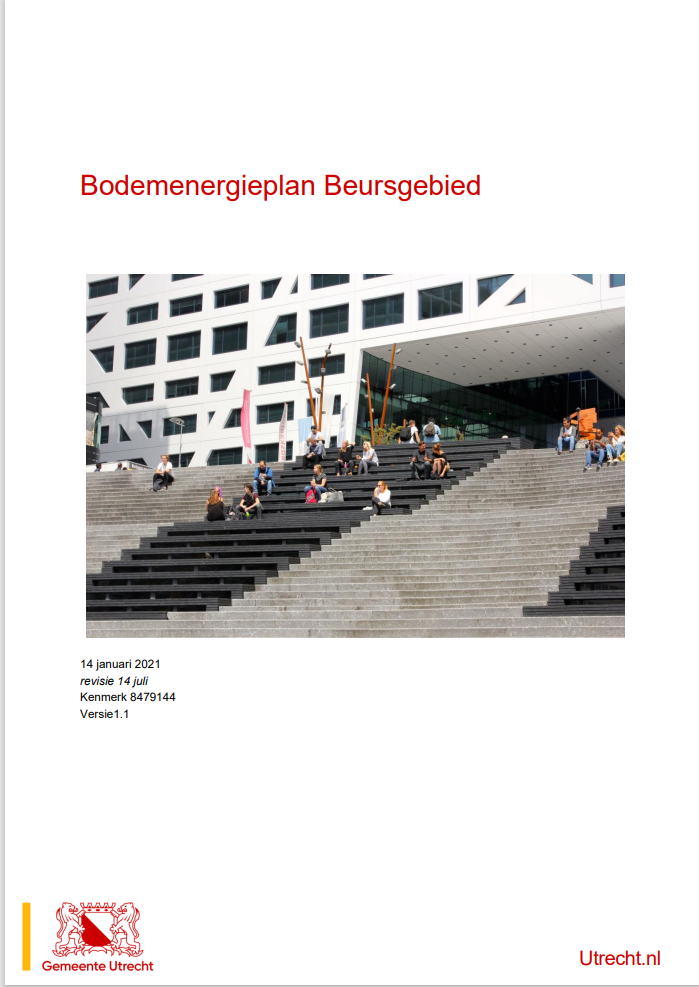 Bodemenergieplan Beursgebied
14 januari 2021
revisie 14 juli
Kenmerk 8479144
Versie1.1
Gemeente Utrecht
Utrecht.nl